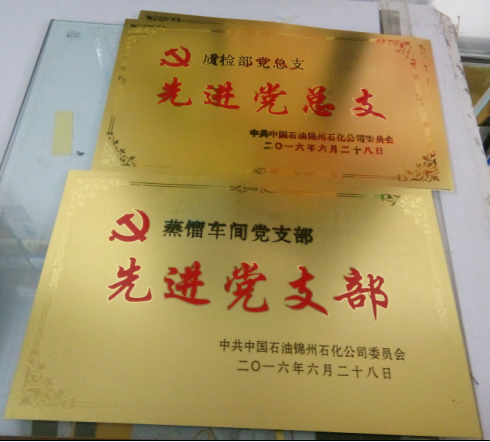 质检部党总支
先进党总支
中共中国石油锦州石化公司委员会
二〇一六年六月二十八日
蒸馏车间党支部
先进党支部
中共中国石油锦州石化公司委员会
二〇一六年六月二十八日